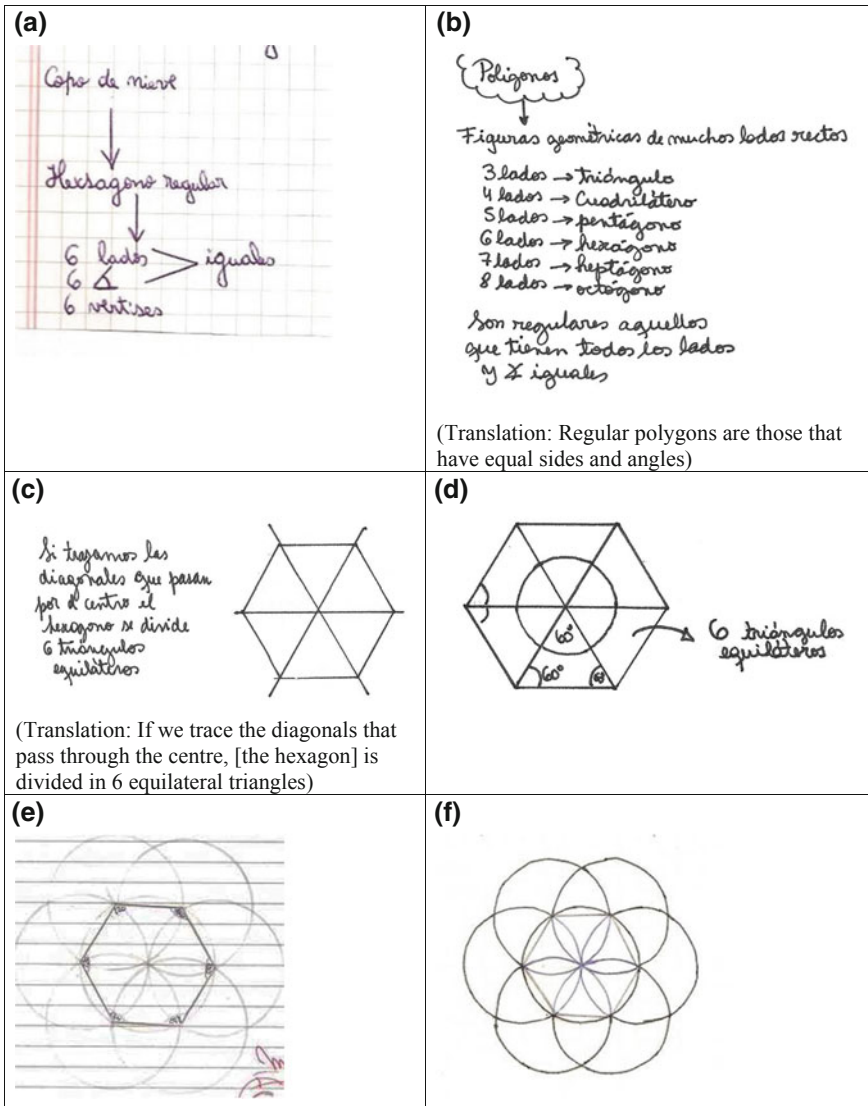 (a)
Copo de nieve
Hexsagono regular
6 lados
iguales
6 ∡
6 vertises
(b)
Polígonos
Figuras geométricas de muchos lados rectos
3 lados → triángulo
4 lados → Cuadrilátero
5 lados → pentágono
6 lados → hexágono
7 lados → heptágono
8 lados → octógono
Son regulares aquellos
que tienen todos los lados
y ∡ iguales
(Translation: Regular polygons are those that
have equal sides and angles)
(c)
Si trazamos las
diagonales que pasan
por el centro el
hexagono se divide
6 triángulos
equiláteros
(Translation: If we trace the diagonals that
pass through the centre, [the hexagon] is
divided in 6 equilateral triangles)
(d)
60°
60°
6 triángulos
equiláteros
(e)
(f)